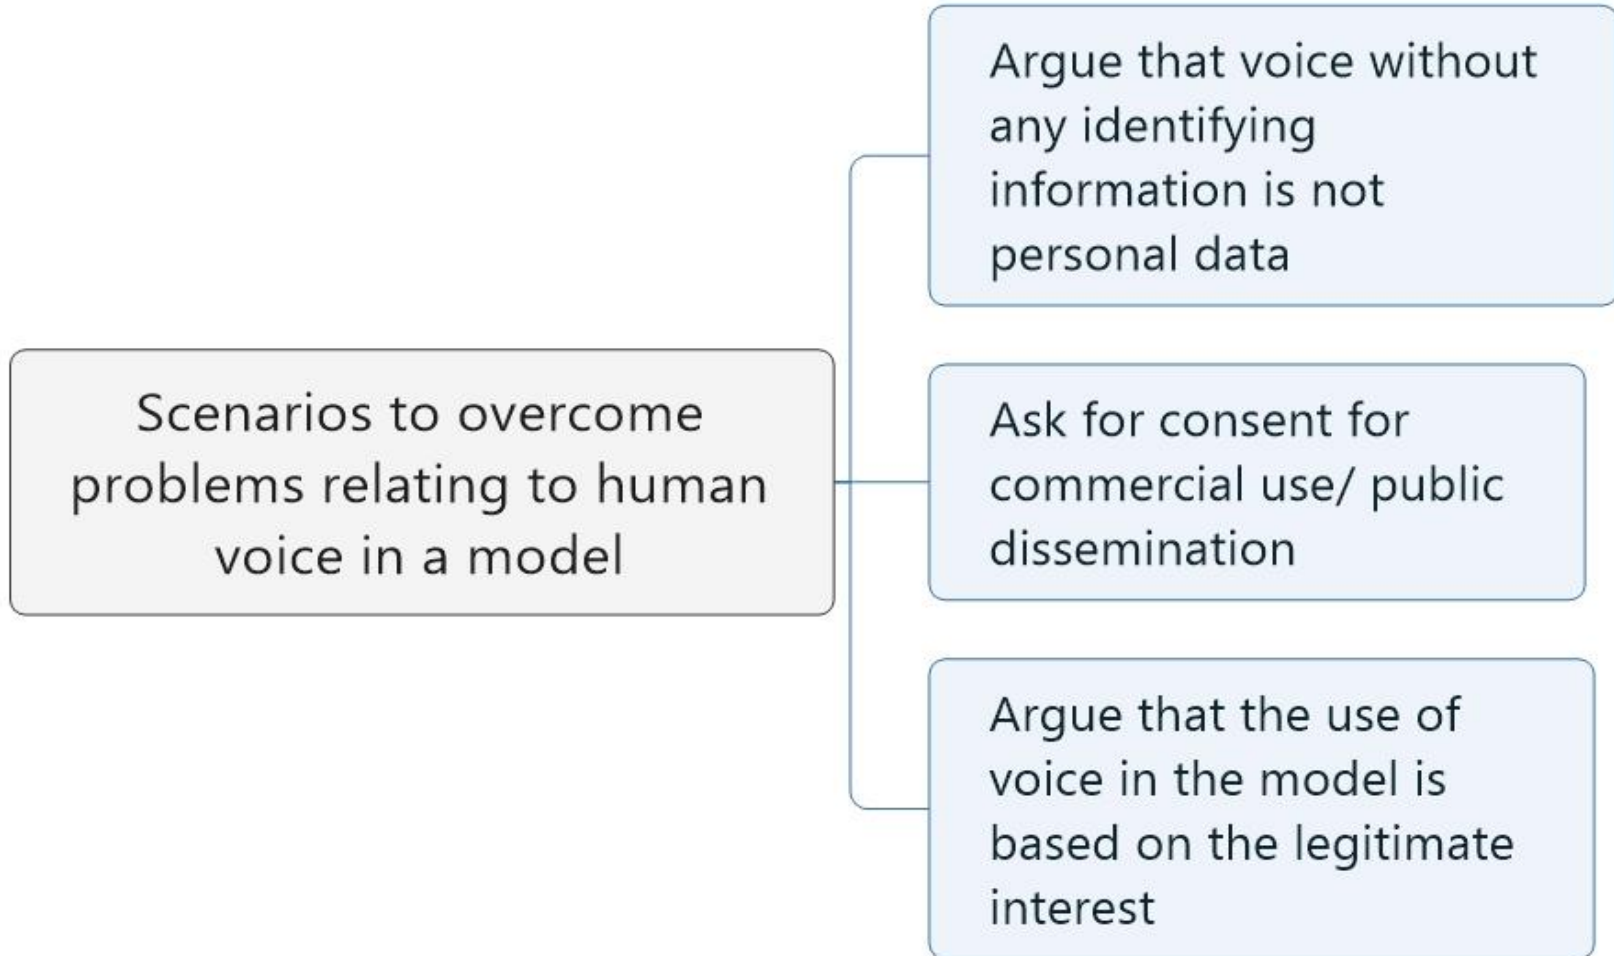 Scenarios to overcome
problems relating to human
voice in a model
Argue that voice without
any identifying
information is not
personal data
Ask for consent for
commercial use/ public
dissemination
Argue that the use of
voice in the model is
based on the legitimate
interest